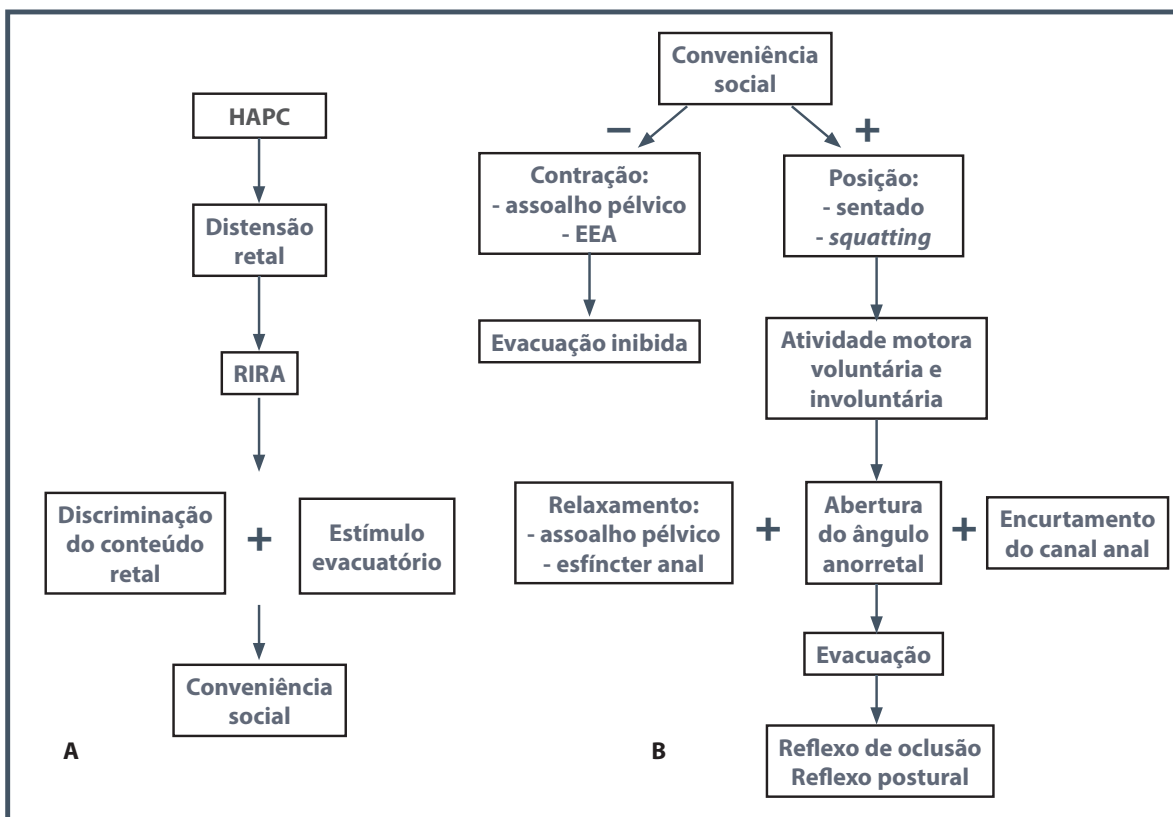 HAPC
Distensão
retal
RIRA
Discriminação
do conteúdo
retal
+
Estímulo
evacuatório
Conveniência
social
A
Conveniência
social
–
+
Contração:
- assoalho pélvico
- EEA
Evacuação inibida
Posição:
- sentado
- squatting
Atividade motora
voluntária e
involuntária
Relaxamento:
- assoalho pélvico
- esfíncter anal
+
Abertura
do ângulo
anorretal
+
Encurtamento
do canal anal
Evacuação
Reflexo de oclusão
Reflexo postural
B